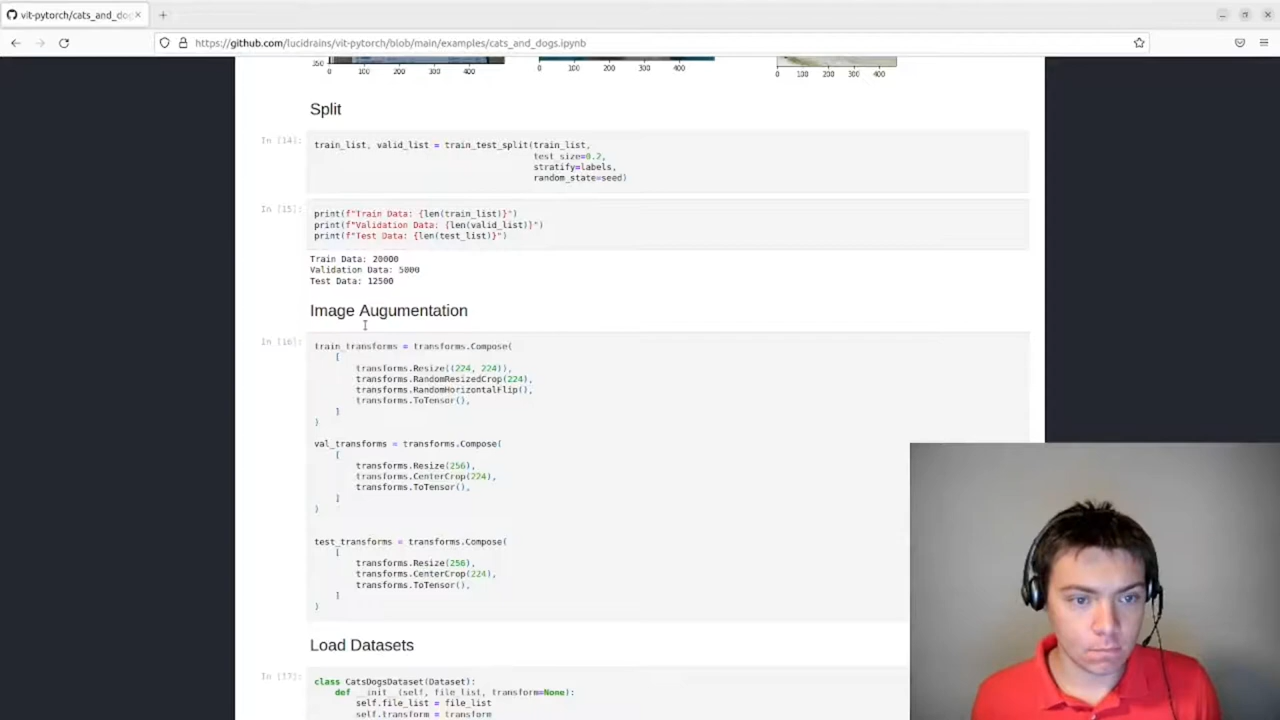 vit-pytorch/cats_and_dog
https://github.com/lucidrains/vit-pytorch/blob/main/examples/cats_and_dogs.ipynb
350
0 100 200 300 400
0 100 200 300 400
0 100 200 300 400
Split
In [14]:
train_list, valid_list = train_test_split(train_list,
test_size=0.2,
stratify=labels,
random_state=seed)
In [15]:
print(f"Train Data: {len(train_list)}")
print(f"Validation Data: {len(valid_list)}")
print(f"Test Data: {len(test_list)}")
Train Data: 20000
Validation Data: 5000
Test Data: 12500
Image Augumentation
In [16]:
train_transforms = transforms.Compose(
[
transforms.Resize((224, 224)),
transforms.RandomResizedCrop(224),
transforms.RandomHorizontalFlip(),
transforms.ToTensor(),
]
)
val_transforms = transforms.Compose(
[
transforms.Resize(256),
transforms.CenterCrop(224),
transforms.ToTensor(),
]
)
test_transforms = transforms.Compose(
[
transforms.Resize(256),
transforms.CenterCrop(224),
transforms.ToTensor(),
]
)
Load Datasets
In [17]:
class CatsDogsDataset(Dataset):
def __init__(self, file_list, transform=None):
self.file_list = file_list
self.transform = transform